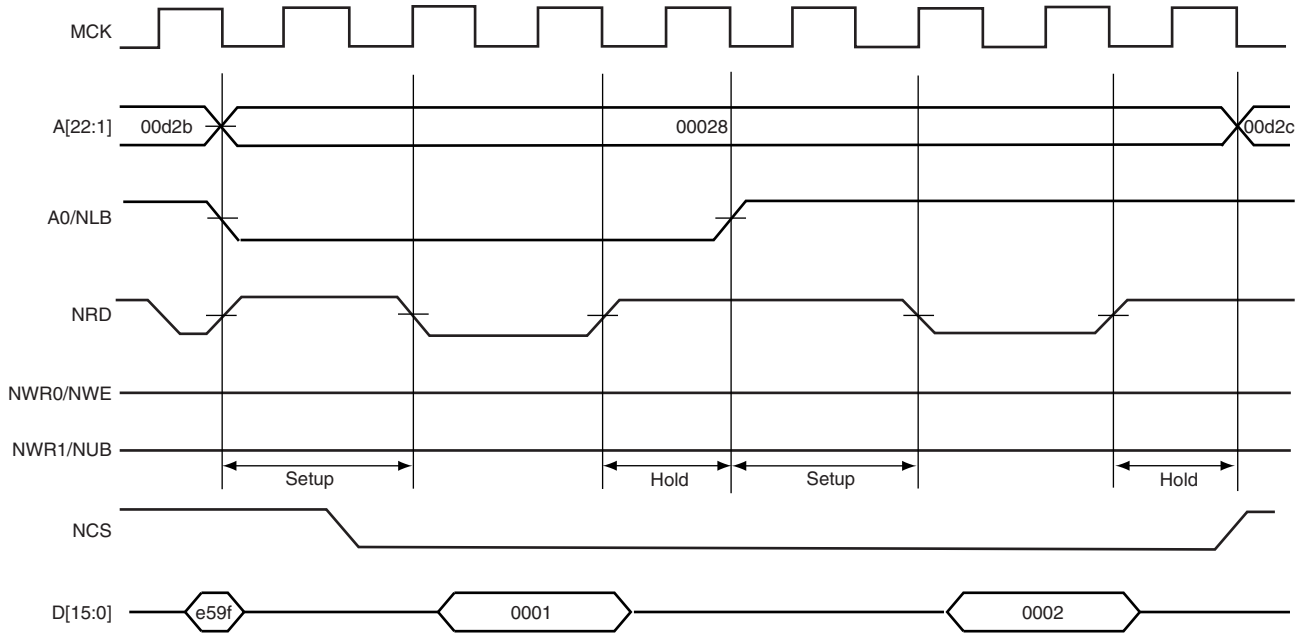 MCK
A[22:1] 00d2b 00028 00d2c
A0/NLB
NRD
NWR0/NWE
NWR1/NUB
Setup Hold Setup Hold
NCS
D[15:0] e59f 0001 0002